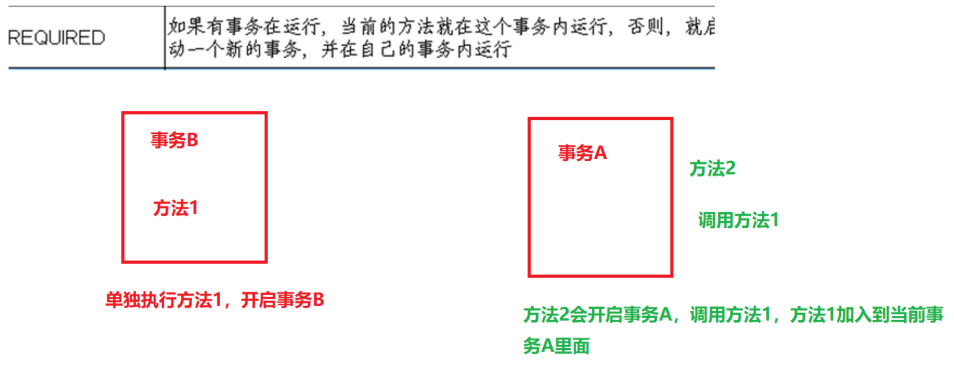 REQUIRED
如果有事务在运行，当前的方法就在这个事务内运行，否则，就启
动一个新的事务，并在自己的事务内运行
事务B
方法1
单独执行方法1，开启事务B
事务A
方法2
调用方法1
方法2会开启事务A，调用方法1，方法1加入到当前事
务A里面